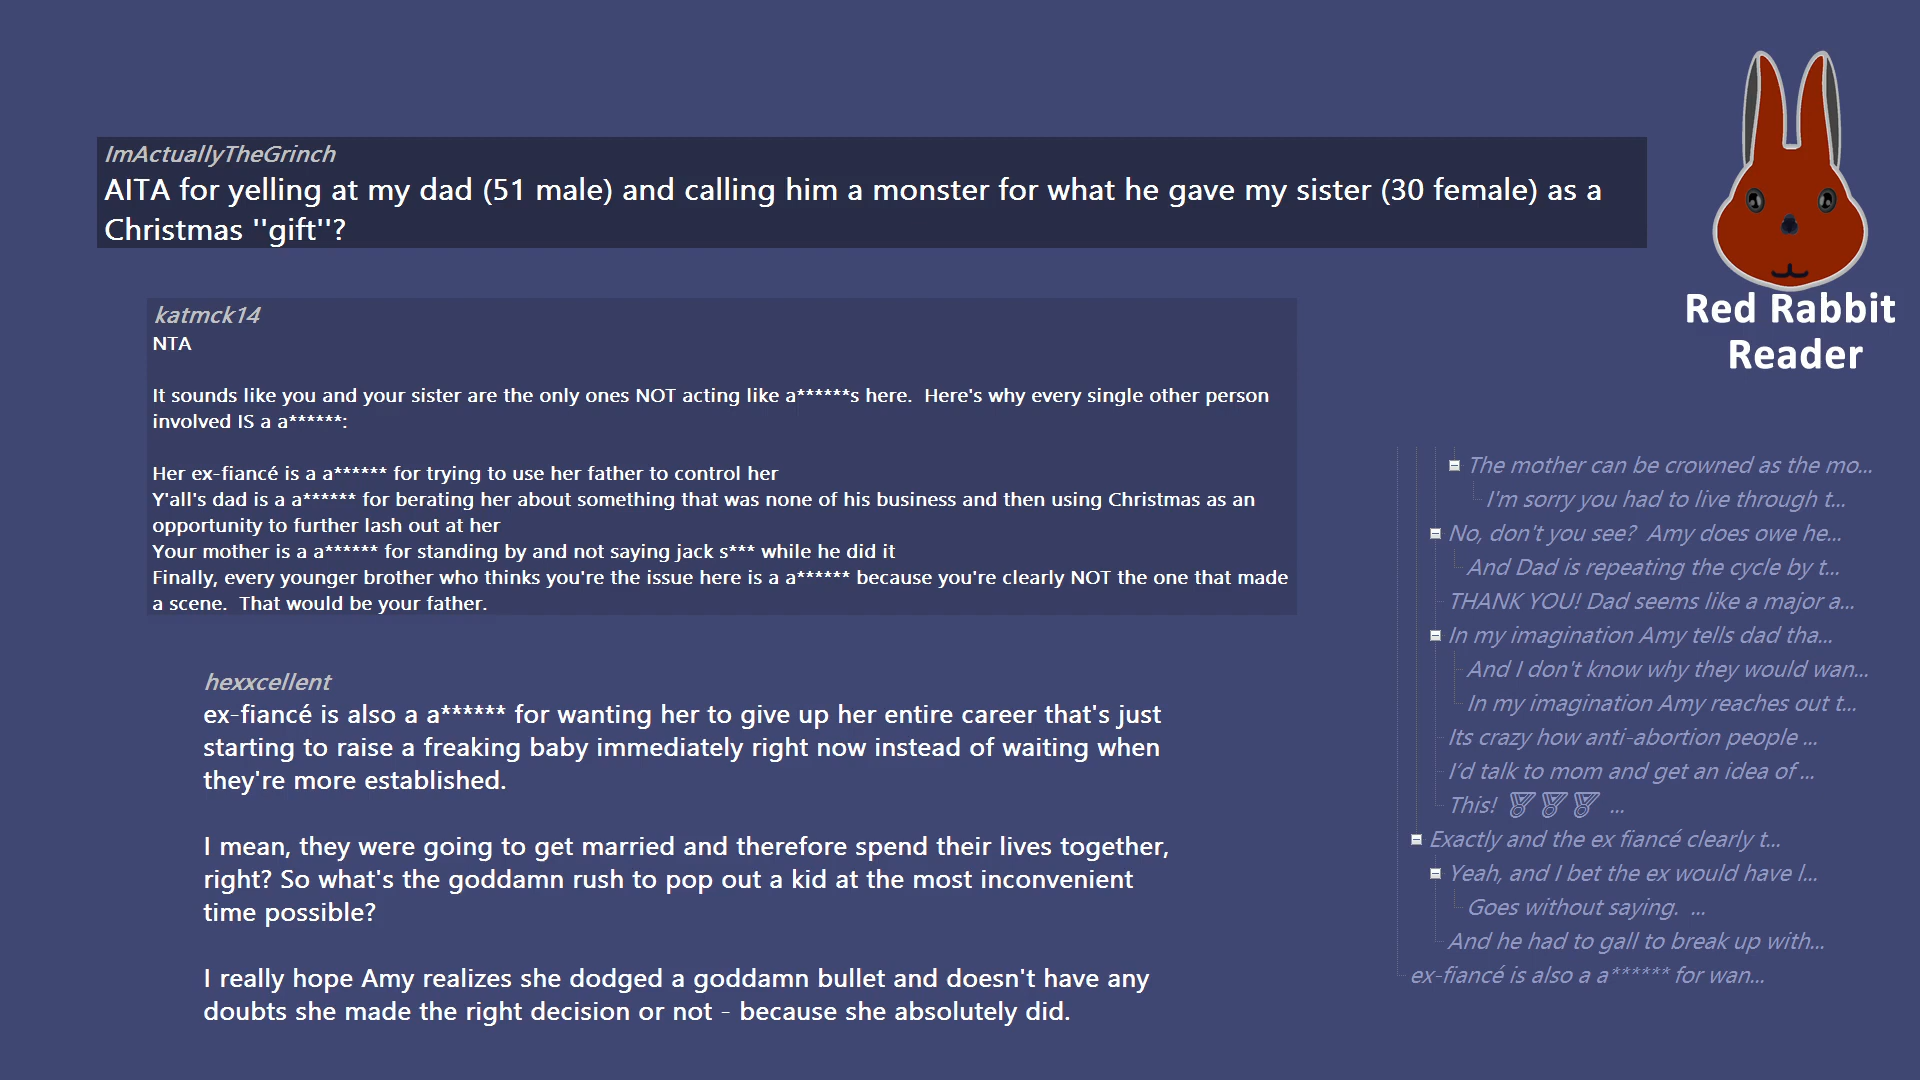 ImActuallyTheGrinch
AITA for yelling at my dad (51 male) and calling him a monster for what he gave my sister (30 female) as a
Christmas ''gift''?
Red Rabbit
Reader
katmck14
NTA
It sounds like you and your sister are the only ones NOT acting like a******s here.  Here's why every single other person
involved IS a a******:
Her ex-fiancé is a a****** for trying to use her father to control her
Y'all's dad is a a****** for berating her about something that was none of his business and then using Christmas as an
opportunity to further lash out at her
Your mother is a a****** for standing by and not saying jack s*** while he did it
Finally, every younger brother who thinks you're the issue here is a a****** because you're clearly NOT the one that made
a scene.  That would be your father.
hexxcellent
ex-fiancé is also a a****** for wanting her to give up her entire career that's just
starting to raise a freaking baby immediately right now instead of waiting when
they're more established.
I mean, they were going to get married and therefore spend their lives together,
right? So what's the goddamn rush to pop out a kid at the most inconvenient
time possible?
I really hope Amy realizes she dodged a goddamn bullet and doesn't have any
doubts she made the right decision or not - because she absolutely did.
The mother can be crowned as the mo...
I'm sorry you had to live through t...
No, don't you see?  Amy does owe he...
And Dad is repeating the cycle by t...
THANK YOU! Dad seems like a major a...
In my imagination Amy tells dad tha...
And I don't know why they would wan...
In my imagination Amy reaches out t...
Its crazy how anti-abortion people ...
I'd talk to mom and get an idea of ...
This! 🏅🏅🏅 ...
Exactly and the ex fiancé clearly t...
Yeah, and I bet the ex would have l...
Goes without saying.  ...
And he had to gall to break up with...
ex-fiancé is also a a****** for wan...